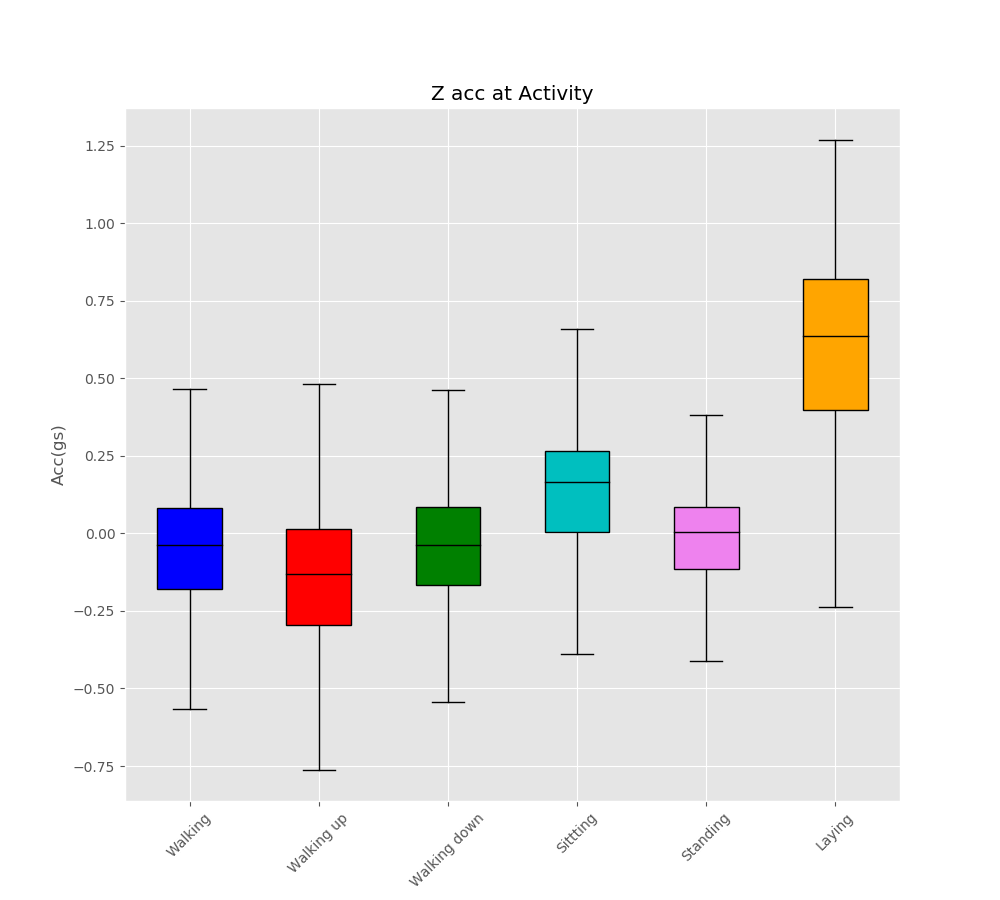 Z acc at Activity
1.25
1.00
0.75
0.50
0.25
0.00
−0.25
−0.50
−0.75
Acc(gs)
Walking
Walking up
Walking down
Sittting
Standing
Laying